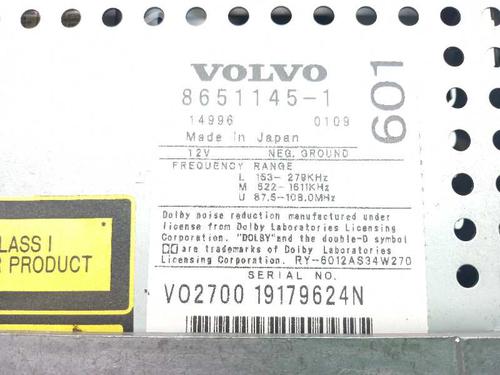 VOLVO
8651145-1
14996 0109
601
Made in Japan
12V NEG. GROUND
FREQUENCY RANGE
L 153- 279KHz
M 522-1611KHz
U 87.5-108.0MHz
Dolby noise reduction manufactured under
license from Dolby Laboratories Licensing
Corporation. "DOLBY"and the double-D symbol
are trademarks of Dolby Laboratories
Licensing Corporation. RY-6012AS34W270
SERIAL NO.
VO2700 19179624N
LASS I
R PRODUCT